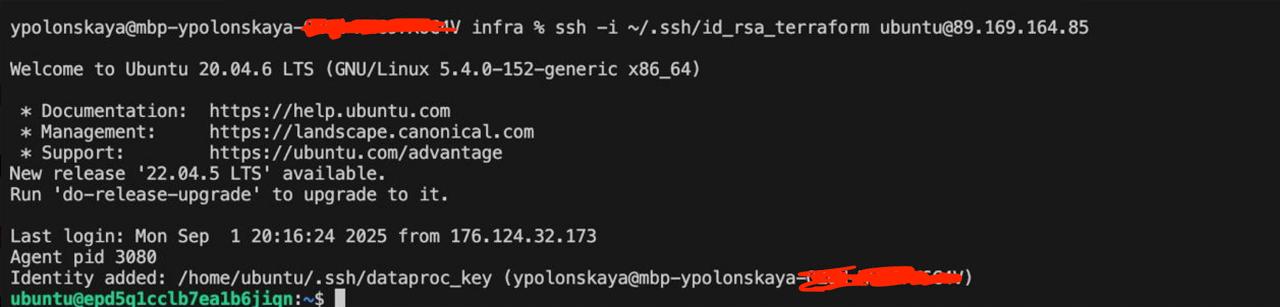 ypolonskaya@mbp-ypolonskaya- infra % ssh -i ~/.ssh/id_rsa_terraform ubuntu@89.169.164.85
Welcome to Ubuntu 20.04.6 LTS (GNU/Linux 5.4.0-152-generic x86_64)
* Documentation: https://help.ubuntu.com
* Management: https://landscape.canonical.com
* Support: https://ubuntu.com/advantage
New release '22.04.5 LTS' available.
Run 'do-release-upgrade' to upgrade to it.
Last login: Mon Sep 1 20:16:24 2025 from 176.124.32.173
Agent pid 3080
Identity added: /home/ubuntu/.ssh/dataproc_key (ypolonskaya@mbp-ypolonskaya- )
ubuntu@epd5q1cclb7ea1b6jiqn:~$